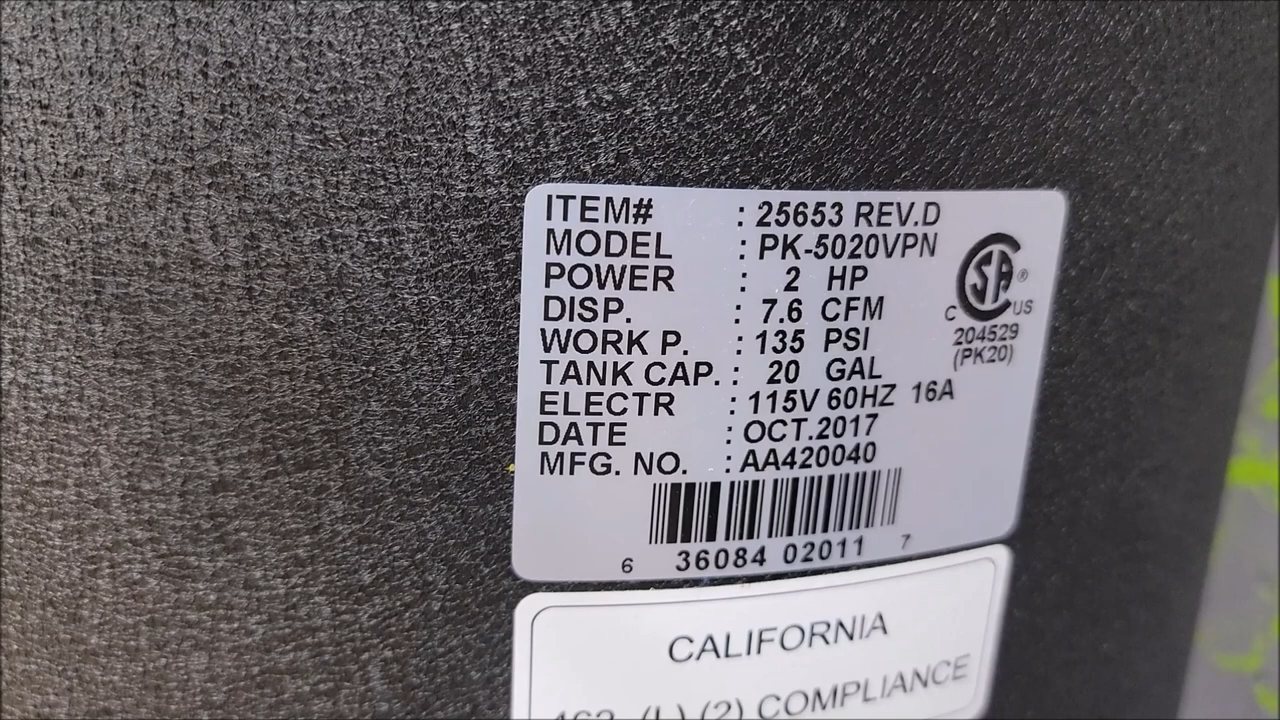 ITEM# : 25653 REV.D
MODEL : PK-5020VPN
POWER : 2 HP
DISP. : 7.6 CFM
WORK P. : 135 PSI
TANK CAP. : 20 GAL
ELECTR : 115V 60HZ 16A
DATE : OCT.2017
MFG. NO. : AA420040
SA ®
C US
204529
(PK20)
6 36084 02011 7
CALIFORNIA
(L) (2) COMPLIANCE